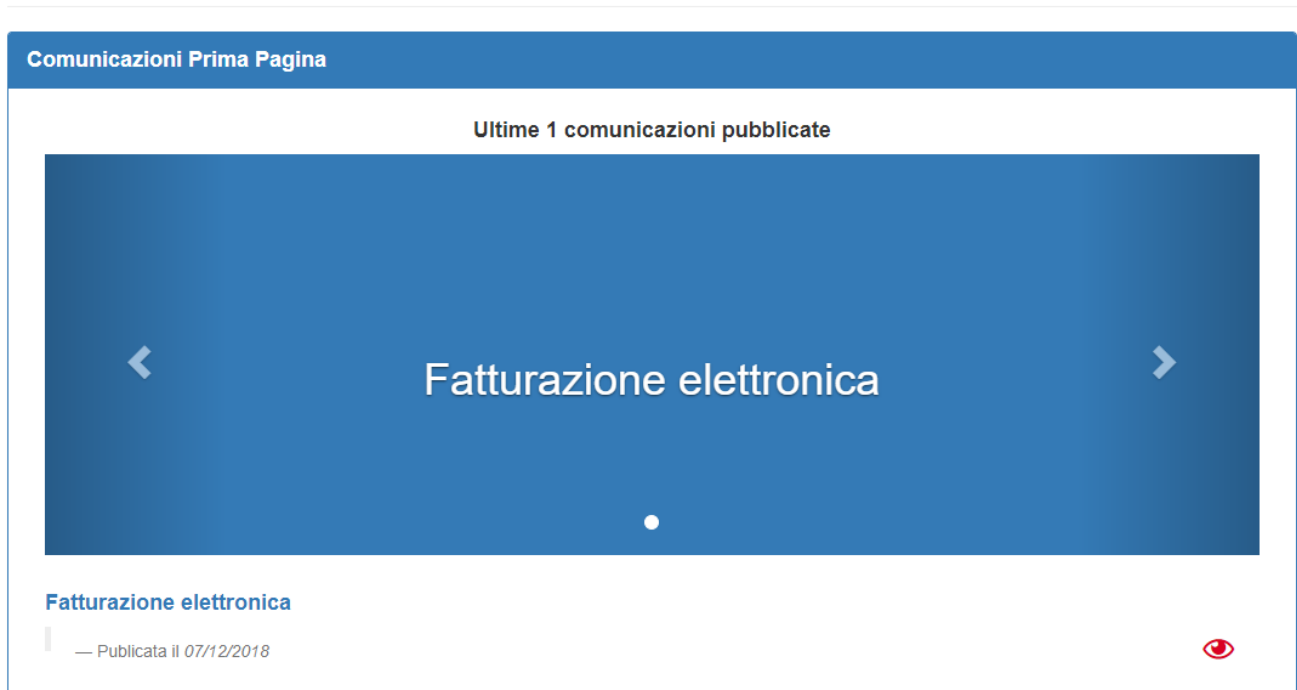 Comunicazioni Prima Pagina
Ultime 1 comunicazioni pubblicate
Fatturazione elettronica
Fatturazione elettronica
— Publicata il 07/12/2018